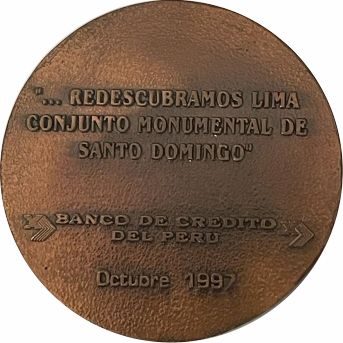 "... REDESCUBRAMOS LIMA
CONJUNTO MONUMENTAL DE
SANTO DOMINGO"
BANCO DE CREDITO
DEL PERU
Octubre 1997